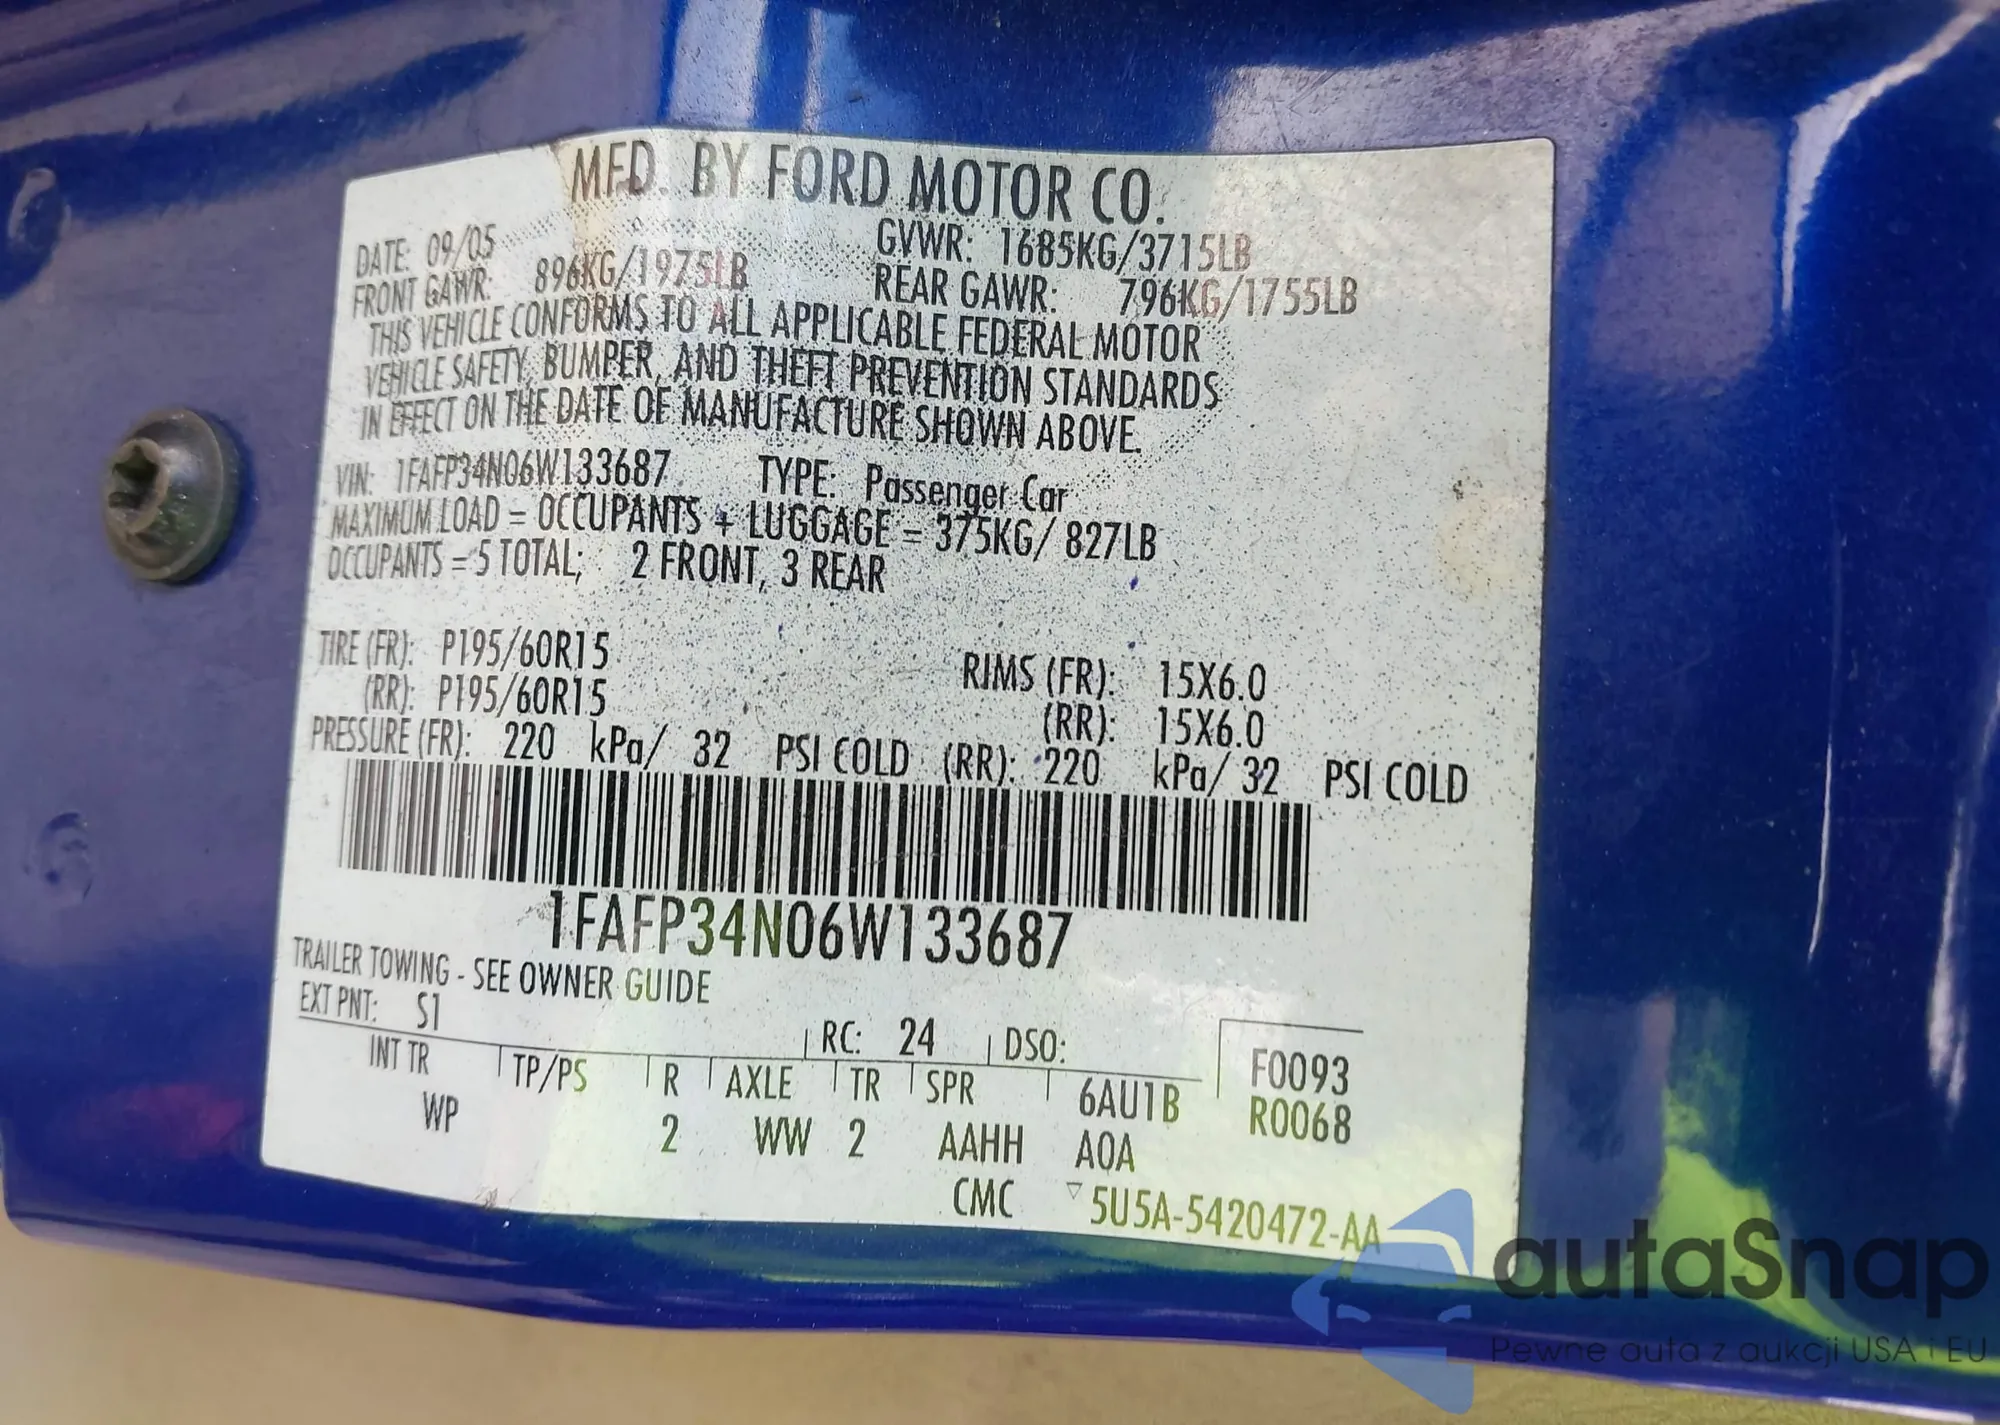 MFD. BY FORD MOTOR CO.
DATE: 09/05 GVWR: 1685KG/3715LB
FRONT GAWR: 896KG/1975LB REAR GAWR: 796KG/1755LB
THIS VEHICLE CONFORMS TO ALL APPLICABLE FEDERAL MOTOR
VEHICLE SAFETY, BUMPER, AND THEFT PREVENTION STANDARDS
IN EFFECT ON THE DATE OF MANUFACTURE SHOWN ABOVE.
VIN: 1FAFP34N06W133687 TYPE: Passenger Car
MAXIMUM LOAD = OCCUPANTS + LUGGAGE = 375KG/ 827LB
OCCUPANTS = 5 TOTAL; 2 FRONT, 3 REAR
TIRE (FR): P195/60R15 RIMS (FR): 15X6.0
(RR): P195/60R15 (RR): 15X6.0
PRESSURE (FR): 220 kPa/ 32 PSI COLD (RR): 220 kPa/ 32 PSI COLD
1FAFP34N06W133687
TRAILER TOWING - SEE OWNER GUIDE
EXT PNT: S1 RC: 24 DSO: F0093
INT TR TP/PS R AXLE TR SPR 6AU1B R0068
WP 2 WW 2 AAHH A0A
CMC ▽5U5A-5420472-AA
autaSnap
Pewne auta z aukcji USA i EU